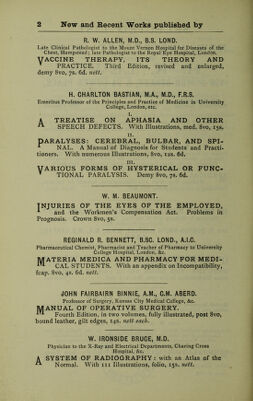 2 New and Recent Works published by
R. W. ALLEN, M.D., B.S. LOND.
Late Clinical Pathologist to the Mount Vernon Hospital for Diseases of the
Chest, Hampstead; late Pathologist to the Royal Eye Hospital, London.
VACCINE THERAPY, ITS THEORY AND
PRACTICE. Third Edition, revised and enlarged,
demy 8vo, 7s. 6d. nett.
H. CHARLTON BASTIAN, M.A., M.D., F.R.S.
Emeritus Professor of the Principles and Practice of Medicine in University
College, London, etc.
I.
A TREATISE ON APHASIA AND OTHER
SPEECH DEFECTS. With Illustrations, med. 8vo, 15s.
II.
PARALYSES: CEREBRAL, BULBAR, AND SPI-
NAL. A Manual of Diagnosis for Students and Practi-
tioners. With numerous Illustrations, 8vo, 12s. 6d.
III.
VARIOUS FORMS OF HYSTERICAL OR FUNC-
TIONAL PARALYSIS. Demy 8vo, 7s. 6d.
W. M. BEAUMONT.
INJURIES OF THE EYES OF THE EMPLOYED,
and the Workmen's Compensation Act. Problems in
Prognosis. Crown 8vo, 5s.
REGINALD R. BENNETT, B.SC. LOND., A.I.C.
Pharmaceutical Chemist, Pharmacist and Teacher of Pharmacy to University
College Hospital, London, &c.
MATERIA MEDICA AND PHARMACY FOR MEDI-
CAL STUDENTS. With an appendix on Incompatibility,
fcap. 8vo, 4s. 6d. nett.
JOHN FAIRBAIRN BINNIE, A.M., C.M. ABERD.
Professor of Surgery, Kansas City Medical College, &c.
MANUAL OF OPERATIVE SURGERY.
Fourth Edition, in two volumes, fully illustrated, post 8vo,
bound leather, gilt edges, 14s. nett each.
W. IRONSIDE BRUCE, M.D.
Physician to the X-Ray and Electrical Departments, Charing Cross
Hospital, &c.
A SYSTEM OF RADIOGRAPHY: with an Atlas of the
Normal. With 111 Illustrations, folio, 15s. nett.